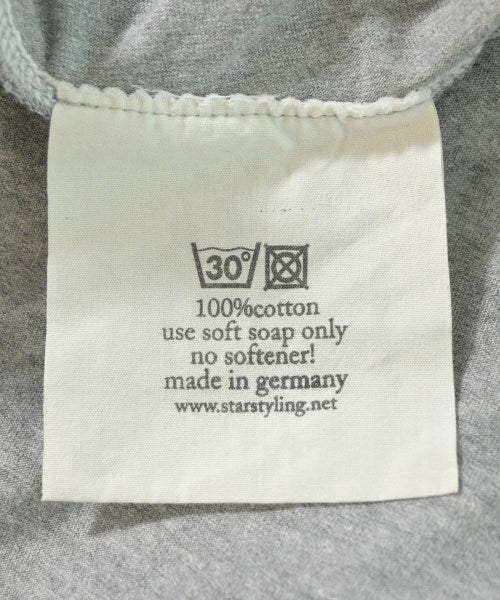 30°
100%cotton
use soft soap only
no softener!
made in germany
www.starstyling.net